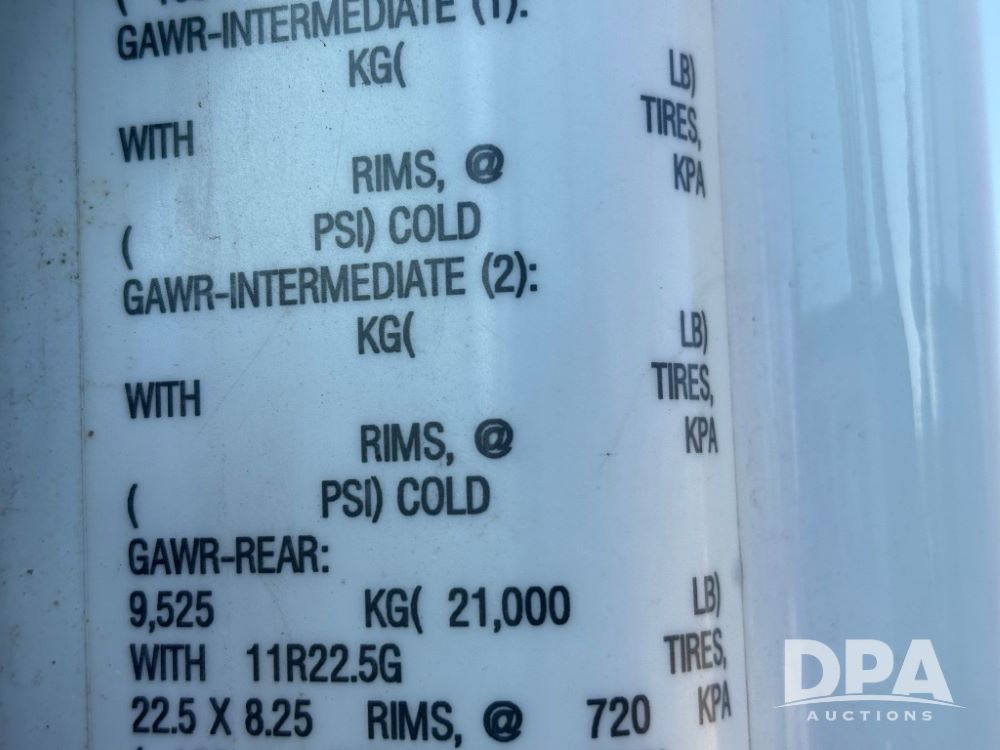 GAWR-INTERMEDIATE (1):
KG( LB)
WITH TIRES,
RIMS, @ KPA
( PSI) COLD
GAWR-INTERMEDIATE (2):
KG( LB)
WITH TIRES,
RIMS, @ KPA
( PSI) COLD
GAWR-REAR:
9,525 KG( 21,000 LB)
WITH 11R22.5G TIRES,
22.5 X 8.25 RIMS, @ 720 KPA
DPA
AUCTIONS